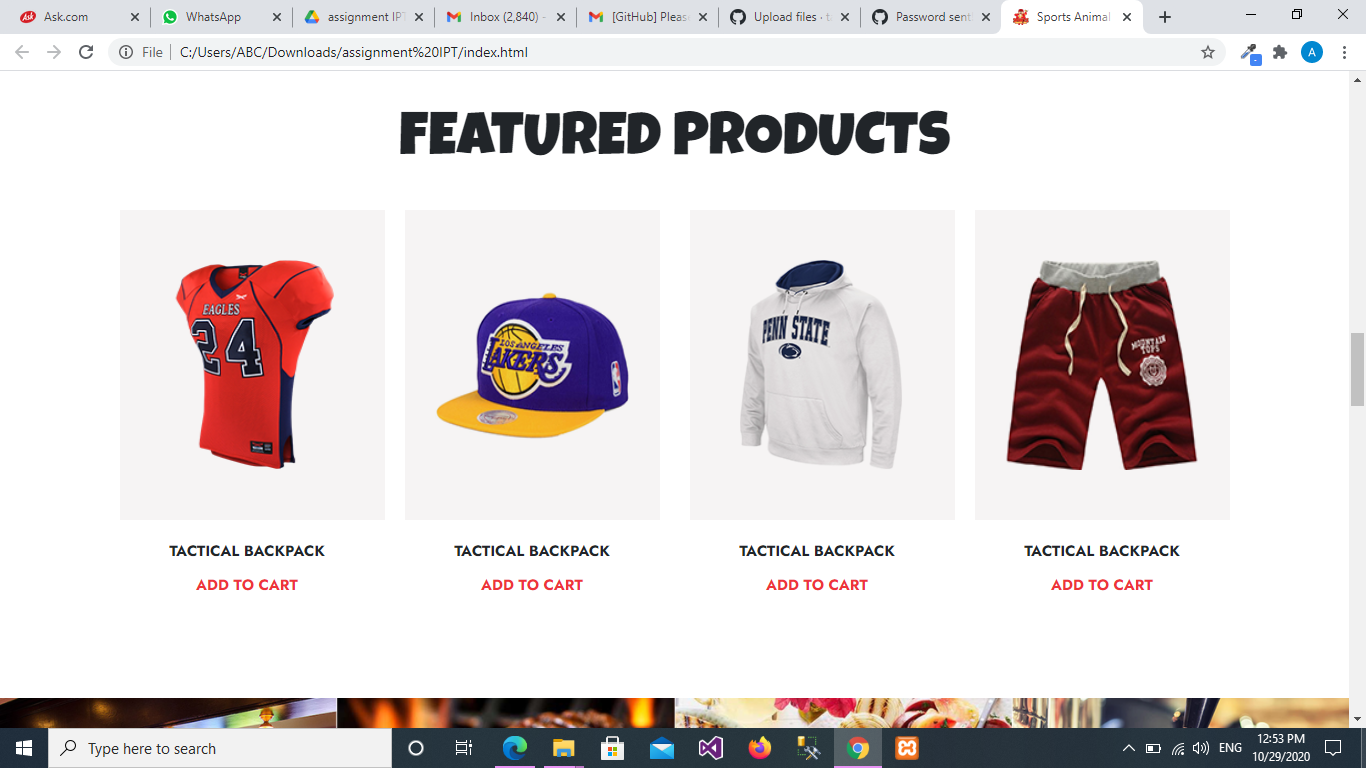 Ask.com
WhatsApp
assignment IPT
Inbox (2,840) -
[GitHub] Pleas
Upload files · t
Password sent
Sports Animal
File
C:/Users/ABC/Downloads/assignment%20IPT/index.html
A
FEATURED PRODUCTS
EAGLES
24
LOS ANGELES
LAKERS
PENN STATE
MOUNTAIN
TOPS
TACTICAL BACKPACK
TACTICAL BACKPACK
TACTICAL BACKPACK
TACTICAL BACKPACK
ADD TO CART
ADD TO CART
ADD TO CART
ADD TO CART
Type here to search
ENG
12:53 PM
10/29/2020